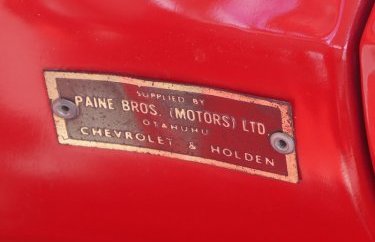 SUPPLIED BY
PAINE BROS. (MOTORS) LTD.
OTAHUHU
CHEVROLET & HOLDEN